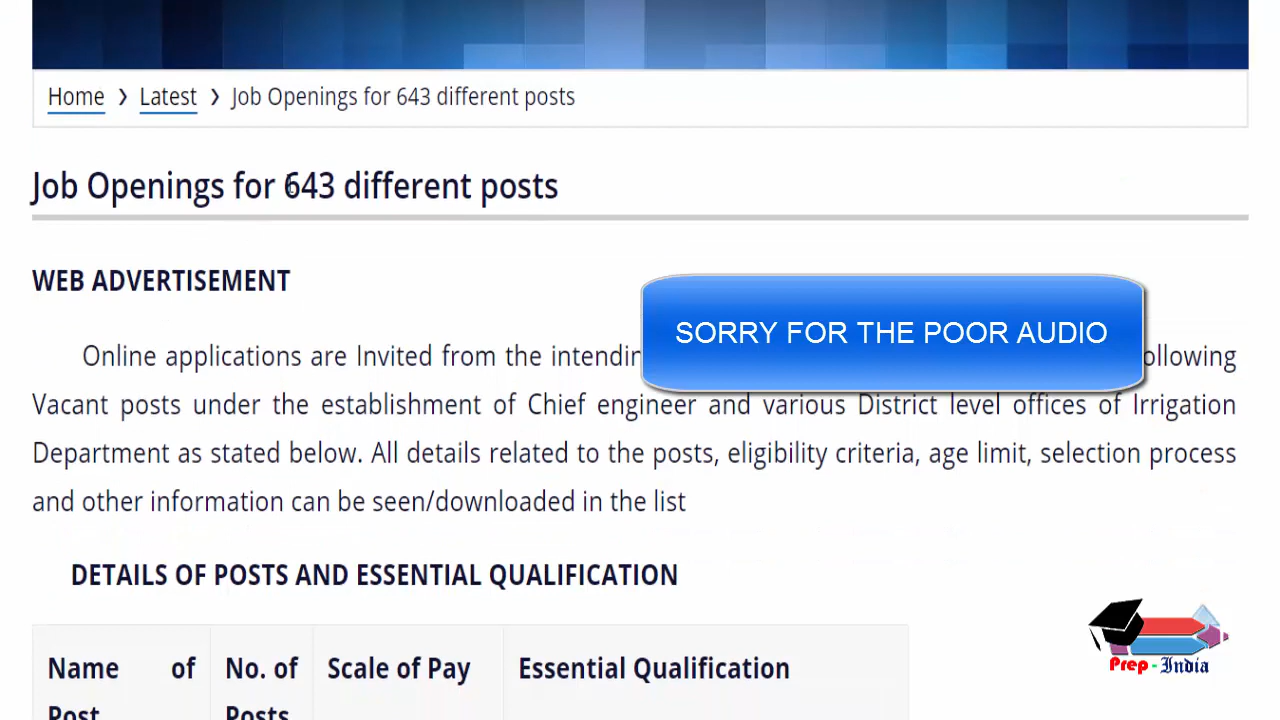 Home › Latest › Job Openings for 643 different posts
Job Openings for 643 different posts
WEB ADVERTISEMENT
SORRY FOR THE POOR AUDIO
Online applications are Invited from the ollowing
Vacant posts under the establishment of Chief engineer and various District level offices of Irrigation
Department as stated below. All details related to the posts, eligibility criteria, age limit, selection process
and other information can be seen/downloaded in the list
DETAILS OF POSTS AND ESSENTIAL QUALIFICATION
Name of No. of Scale of Pay Essential Qualification
Post Posts
Prep - India